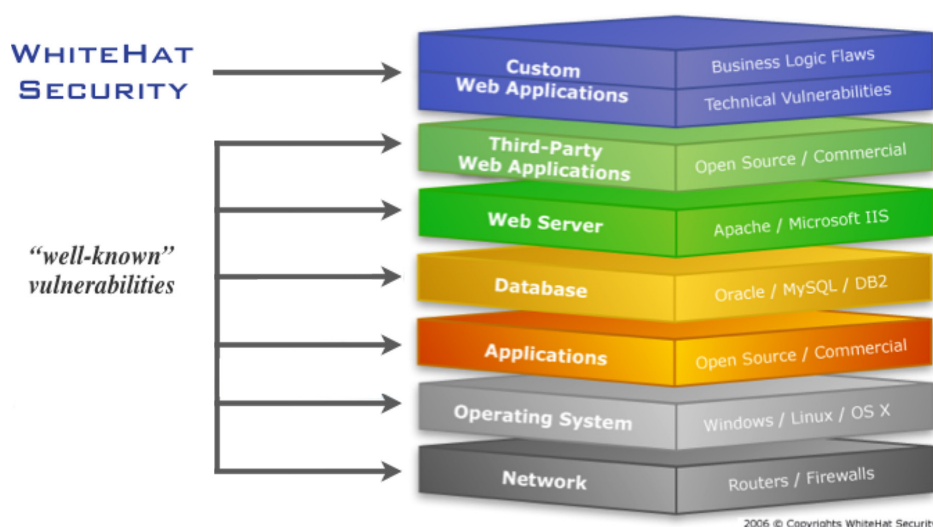 WHITEHAT
SECURITY
Custom
Web Applications
Business Logic Flaws
Technical Vulnerabilities
Third-Party
Web Applications
Open Source / Commercial
Web Server
Apache / Microsoft IIS
“well-known”
vulnerabilities
Database
Oracle / MySQL / DB2
Applications
Open Source / Commercial
Operating System
Windows / Linux / OS X
Network
Routers / Firewalls
2006 © Copyrights WhiteHat Security